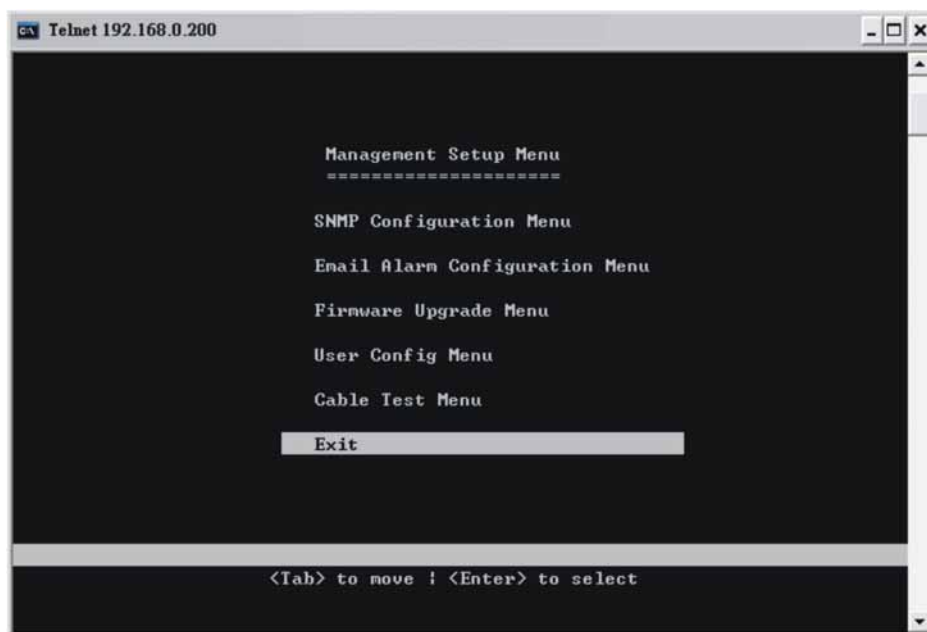 Telnet 192.168.0.200
Management Setup Menu
=====================
SNMP Configuration Menu
Email Alarm Configuration Menu
Firmware Upgrade Menu
User Config Menu
Cable Test Menu
Exit
<Tab> to move ¦ <Enter> to select